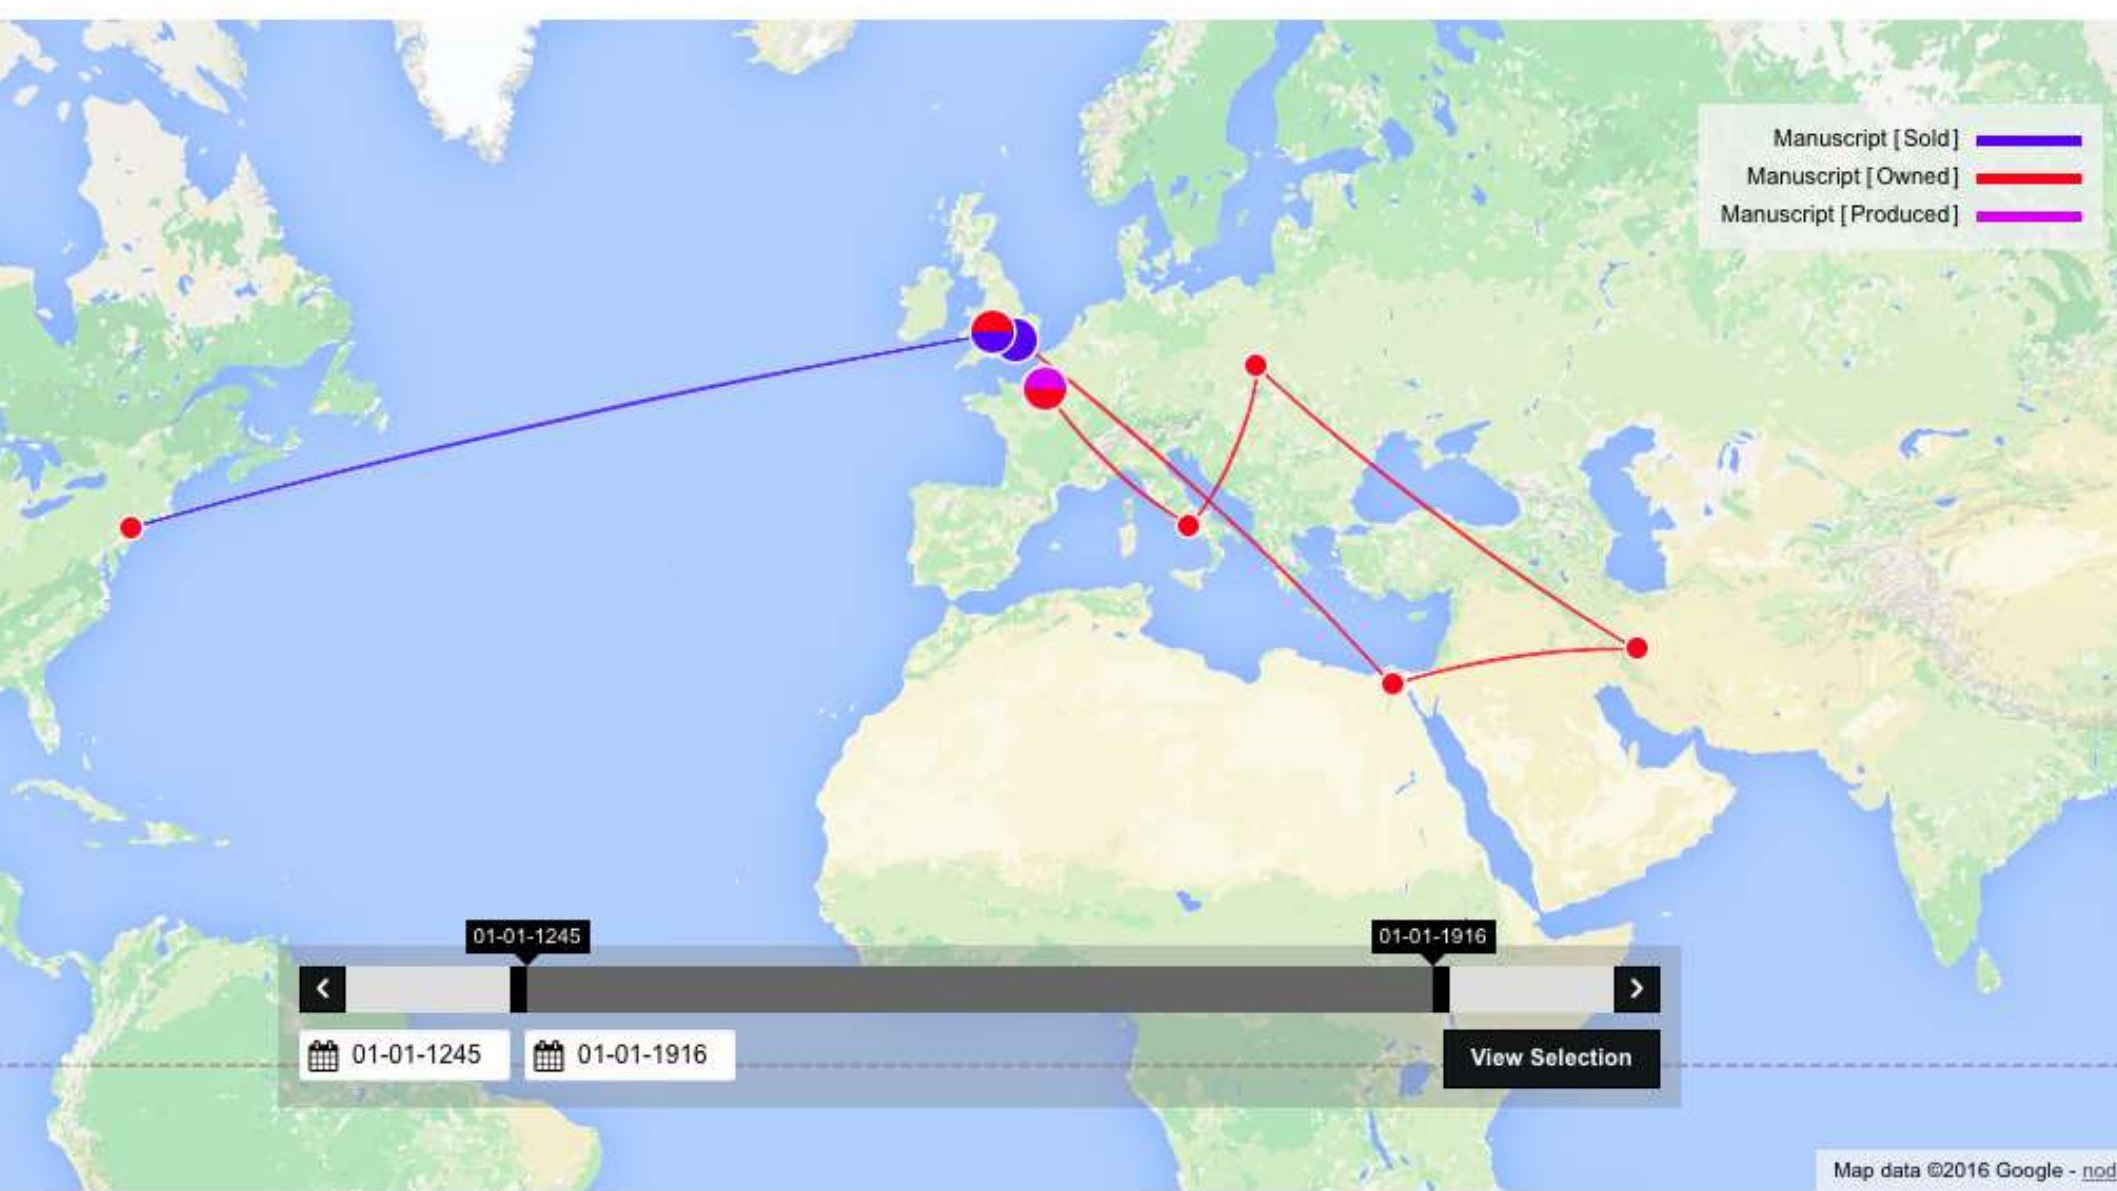 Manuscript [Sold]
Manuscript [Owned]
Manuscript [Produced]
01-01-1245
01-01-1916
01-01-1245
01-01-1916
View Selection
Map data ©2016 Google - nod